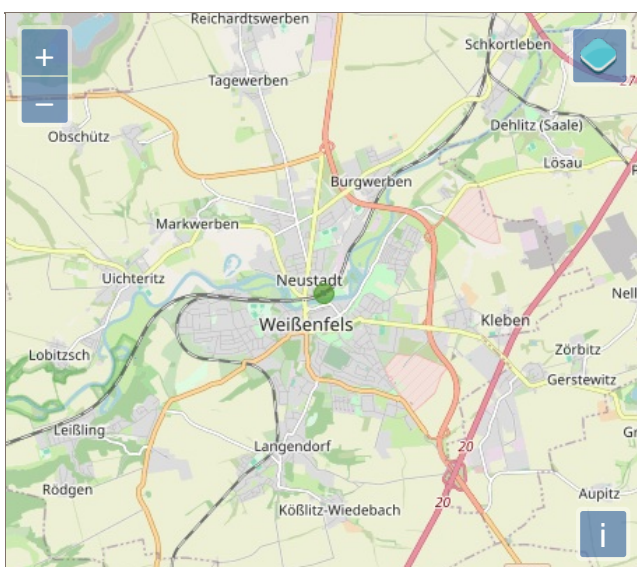 Reichardtswerben
+
Schkortleben
Tagewerben
−
Dehlitz (Saale)
Obschütz
Lösau
Burgwerben
Markwerben
Uichteritz
Neustadt
Nell
Weißenfels
Kleben
Lobitzsch
Zörbitz
Gerstewitz
Leißling
Langendorf
20
Rödgen
Aupitz
20
Kößlitz-Wiedebach
i